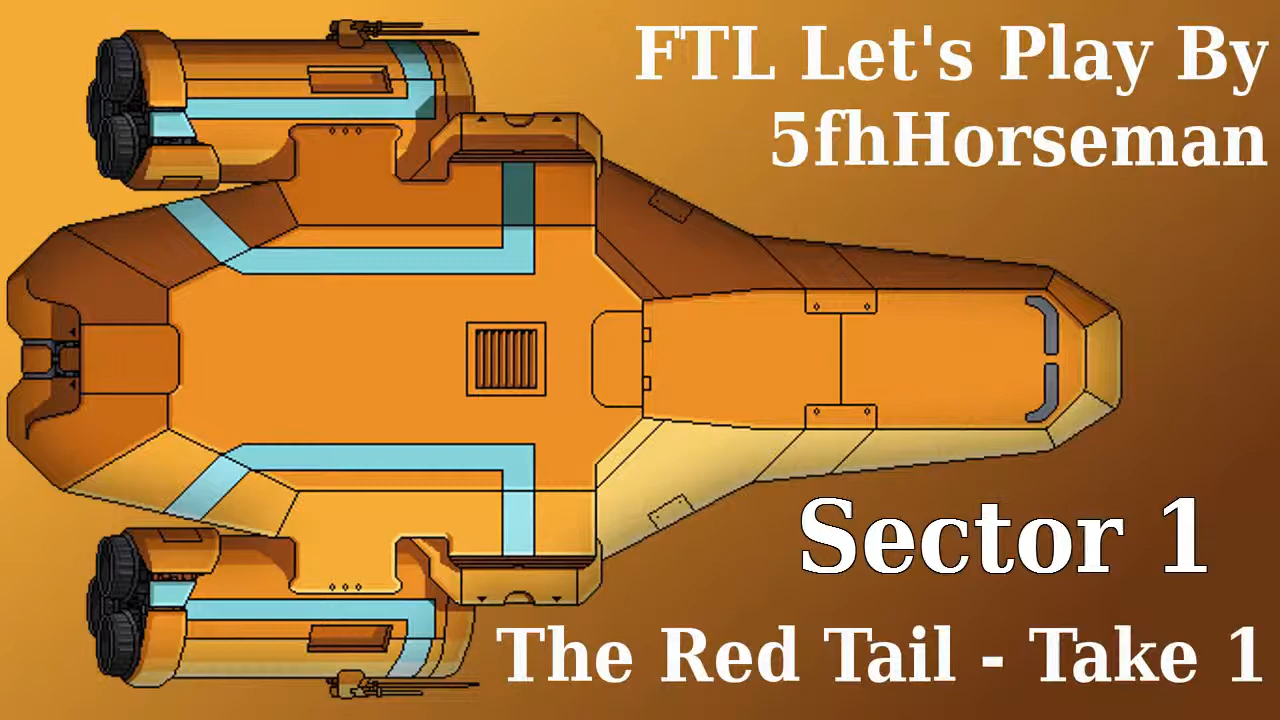 FTL Let's Play By
5fhHorseman
Sector 1
The Red Tail - Take 1